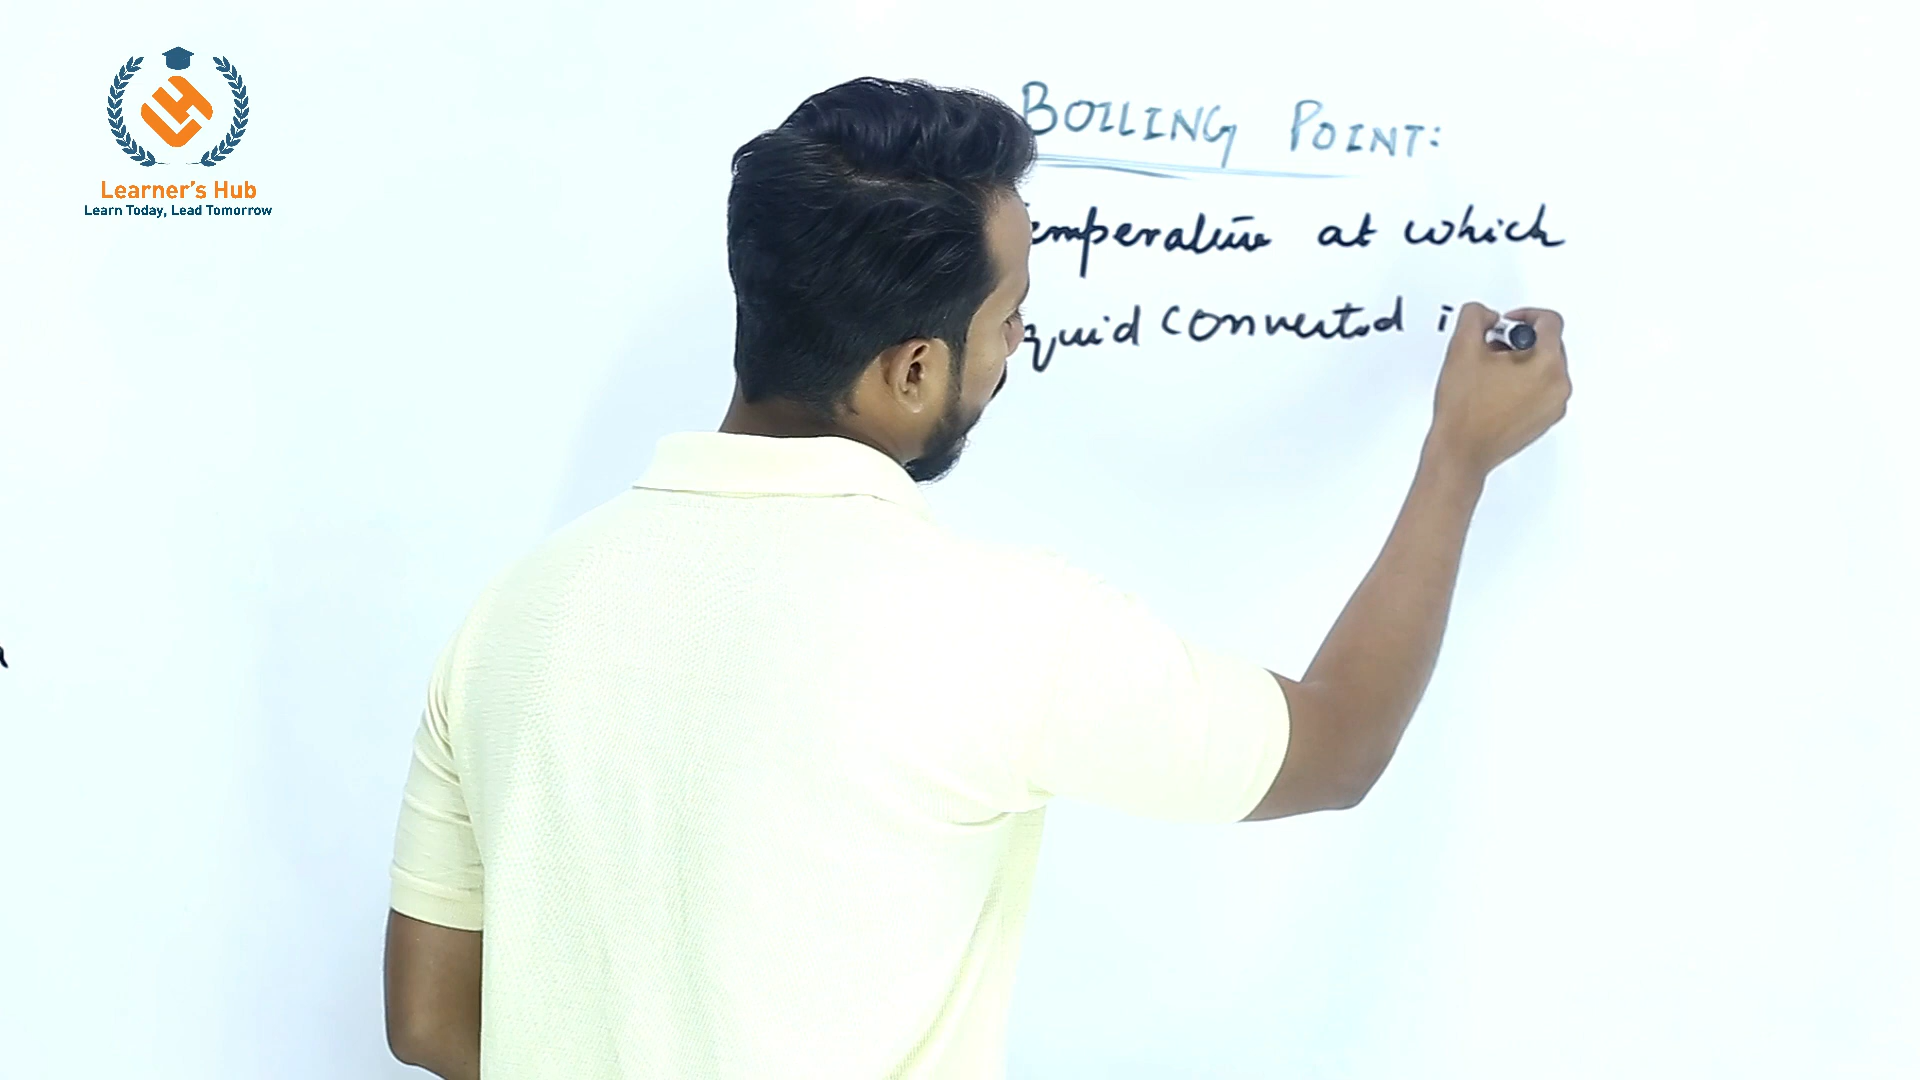 Learner's Hub
Learn Today, Lead Tomorrow
BOILING POINT:
emperature at which
quid converted i